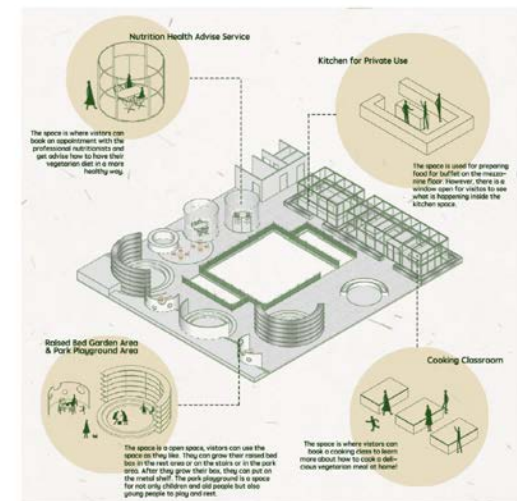 Nutrition Health Advise Service
The space is where vistors can
book an appointment with the
professional nutritionists and
get advise how to have their
vegetarian diet in a more
healthy way.
Kitchen for Private Use
The space is used for preparing
food for buffet on the mezza-
nine floor. However, there is a
window open for visites to see
what is happening inside the
kitchen space.
Raised Bed Garden Area
& Park Playground Area
The space is a open space, vistors can use the
space as they like. They can grow their raised bed
box in the rest area or on the stairs or in the park
area. After they grow their box, they can put on
the metal shelf. The park playground is a space
for not only children and old people but also
young people to play and rest.
Cooking Classroom
The space is where vistors can
book a cooking class to learn
more about how to cook a deli-
cious vegetarian meal at home!